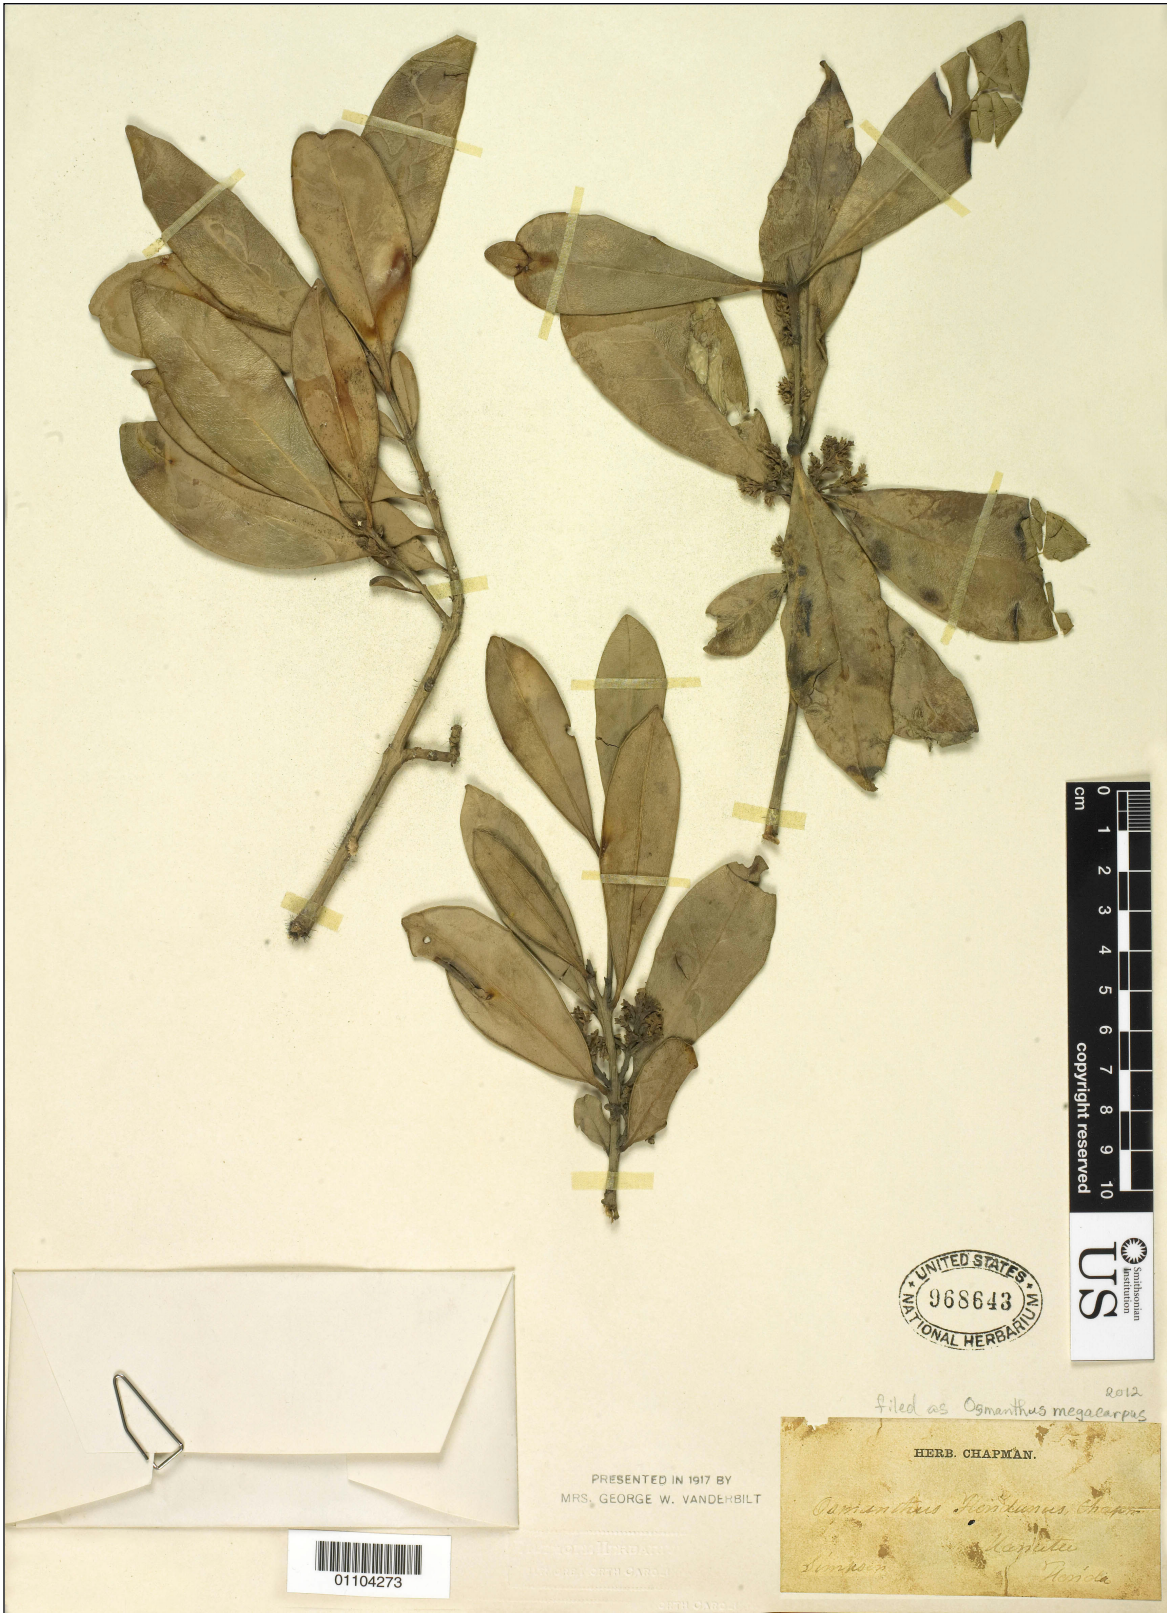 0
cm
1
2
3
4
5
6
7
8
9
10
copyright reserved
Smithsonian
Institution
US
UNITED STATES
968643
NATIONAL HERBARIUM
2012
filed as Osmanthus megacarpus
HERB. CHAPMAN.
Osmanthus Floridanus, Chapm
Manatee
Simpson
Florida
PRESENTED IN 1917 BY
MRS. GEORGE W. VANDERBILT
01104273